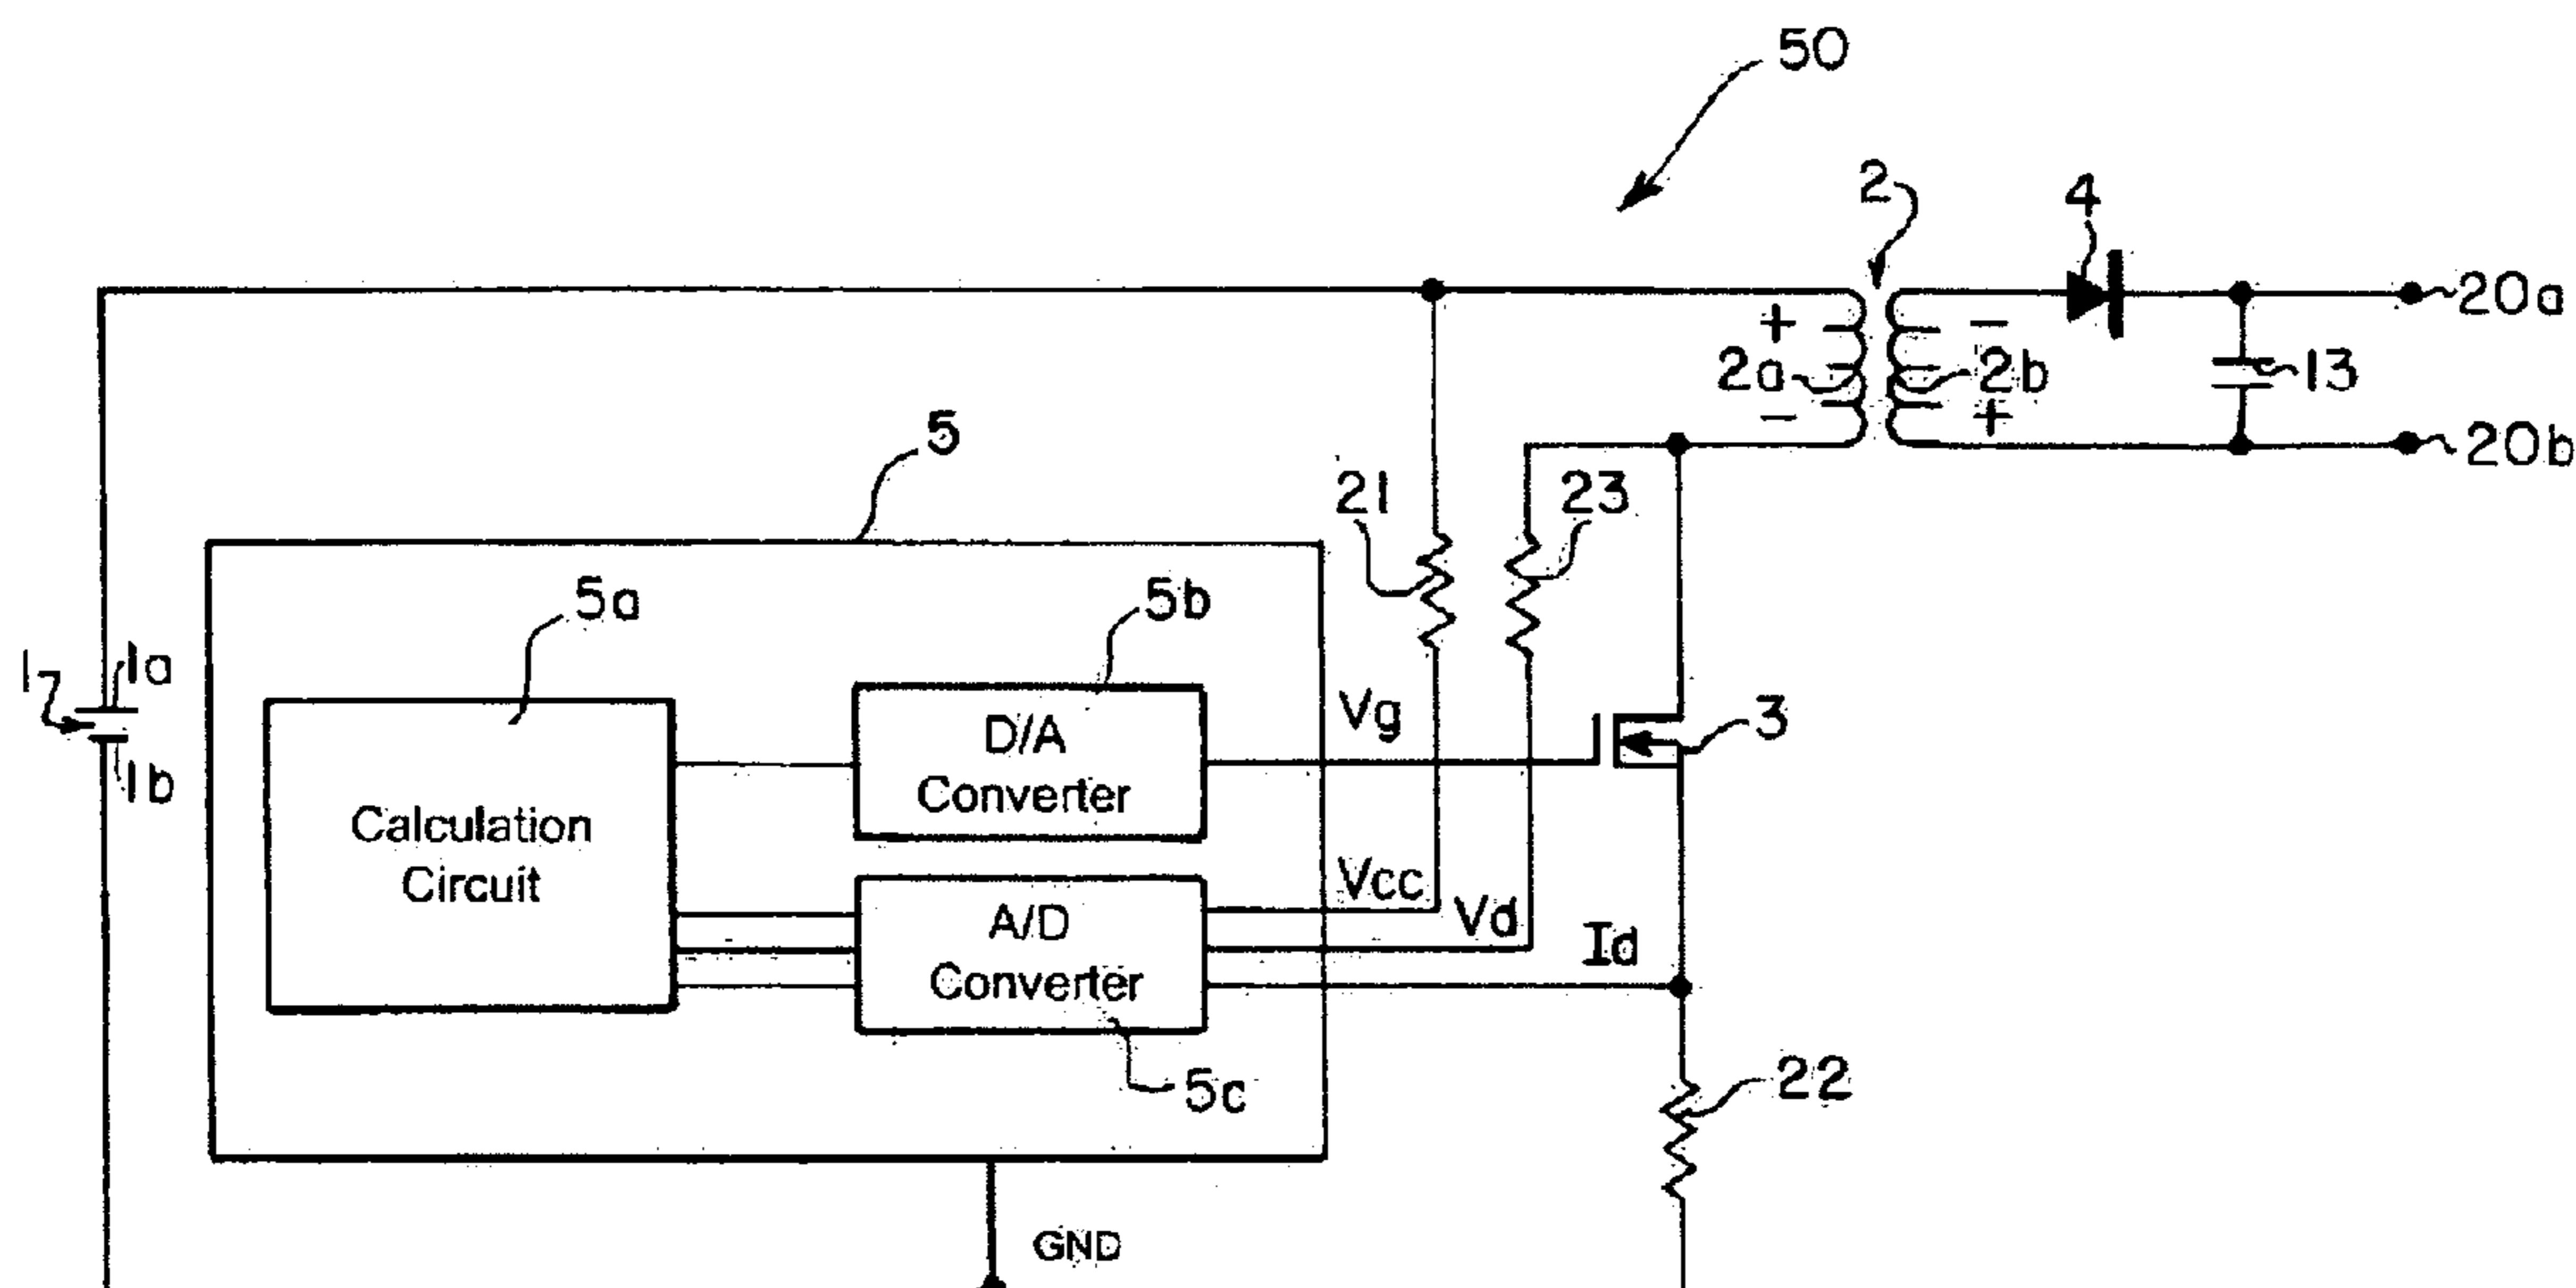 50
2
4
20a
+
-
2a
2b
13
-
+
20b
5
21
23
5a
5b
1
1a
1b
Vg
3
D/A
Converter
Calculation
Circuit
Vcc
A/D
Converter
Vd
Id
5c
22
GND